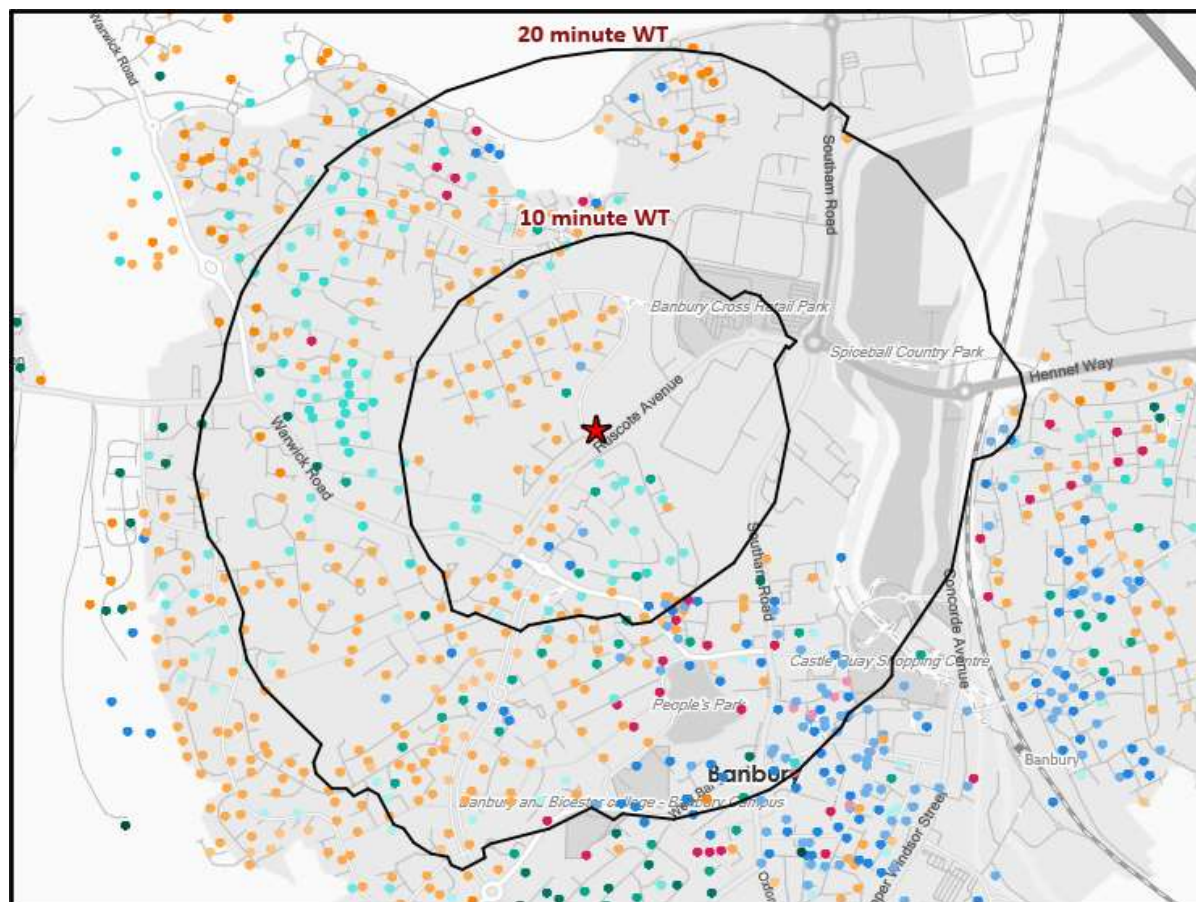 Warwick Road
20 minute WT
Southam Road
10 minute WT
Banbury Cross Retail Park
Spiceball Country Park
Hennef Way
Ruscote Avenue
Warwick Road
Southam Road
Concorde Avenue
Castle Quay Shopping Centre
People's Park
Banbury
Banbury
Banbury and Bicester college - Banbury Campus
Upper Windsor Street